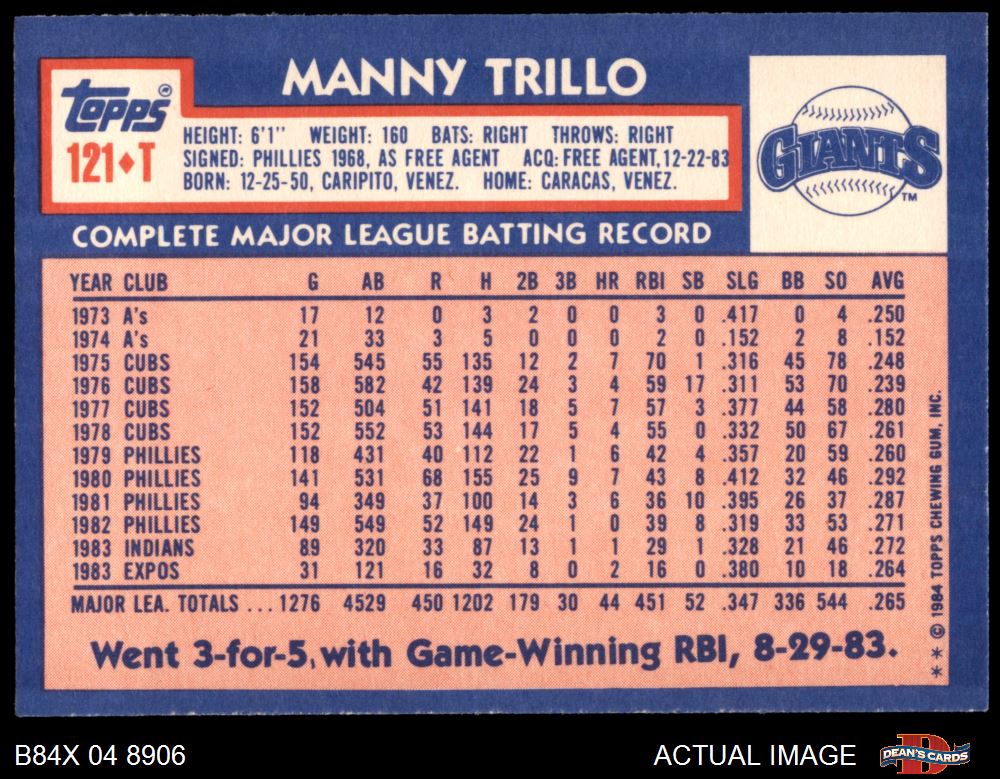 MANNY TRILLO
Topps®
121♦T
HEIGHT: 6'1" WEIGHT: 160 BATS: RIGHT THROWS: RIGHT
SIGNED: PHILLIES 1968, AS FREE AGENT ACQ: FREE AGENT, 12-22-83
BORN: 12-25-50, CARIPITO, VENEZ. HOME: CARACAS, VENEZ.
GIANTS
TM
COMPLETE MAJOR LEAGUE BATTING RECORD
YEAR CLUB G AB R H 2B 3B HR RBI SB SLG BB SO AVG
1973 A's 17 12 0 3 2 0 0 3 0 .417 0 4 .250
1974 A's 21 33 3 5 0 0 0 2 0 .152 2 8 .152
1975 CUBS 154 545 55 135 12 2 7 70 1 .316 45 78 .248
1976 CUBS 158 582 42 139 24 3 4 59 17 .311 53 70 .239
1977 CUBS 152 504 51 141 18 5 7 57 3 .377 44 58 .280
1978 CUBS 152 552 53 144 17 5 4 55 0 .332 50 67 .261
1979 PHILLIES 118 431 40 112 22 1 6 42 4 .357 20 59 .260
1980 PHILLIES 141 531 68 155 25 9 7 43 8 .412 32 46 .292
1981 PHILLIES 94 349 37 100 14 3 6 36 10 .395 26 37 .287
1982 PHILLIES 149 549 52 149 24 1 0 39 8 .319 33 53 .271
1983 INDIANS 89 320 33 87 13 1 1 29 1 .328 21 46 .272
1983 EXPOS 31 121 16 32 8 0 2 16 0 .380 10 18 .264
MAJOR LEA. TOTALS ... 1276 4529 450 1202 179 30 44 451 52 .347 336 544 .265
Went 3-for-5, with Game-Winning RBI, 8-29-83.
* * © 1984 TOPPS CHEWING GUM, INC.
B84X 04 8906
ACTUAL IMAGE
DEAN'S CARDS